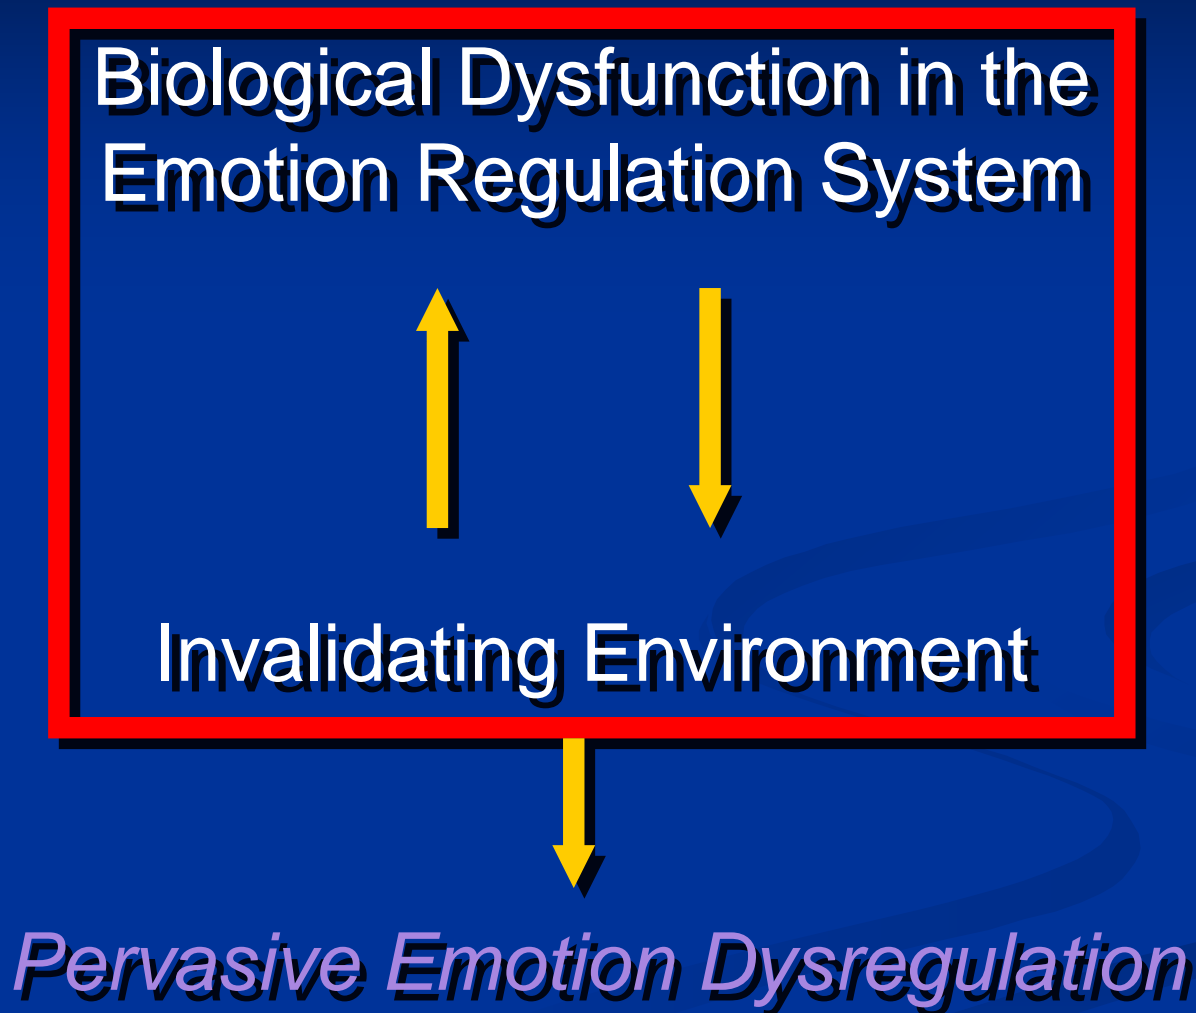 Biological Dysfunction in the
Emotion Regulation System
Invalidating Environment
Pervasive Emotion Dysregulation